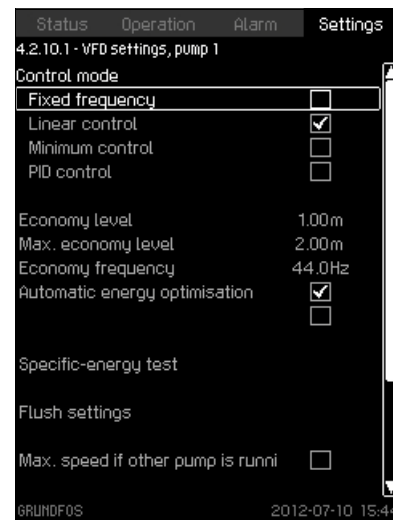 Status Operation Alarm Settings
4.2.10.1 - VFD settings, pump 1
Control mode
Fixed frequency
Linear control
Minimum control
PID control
Economy level 1.00m
Max. economy level 2.00m
Economy frequency 44.0Hz
Automatic energy optimisation
Specific-energy test
Flush settings
Max. speed if other pump is runni
GRUNDFOS 2012-07-10 15:44